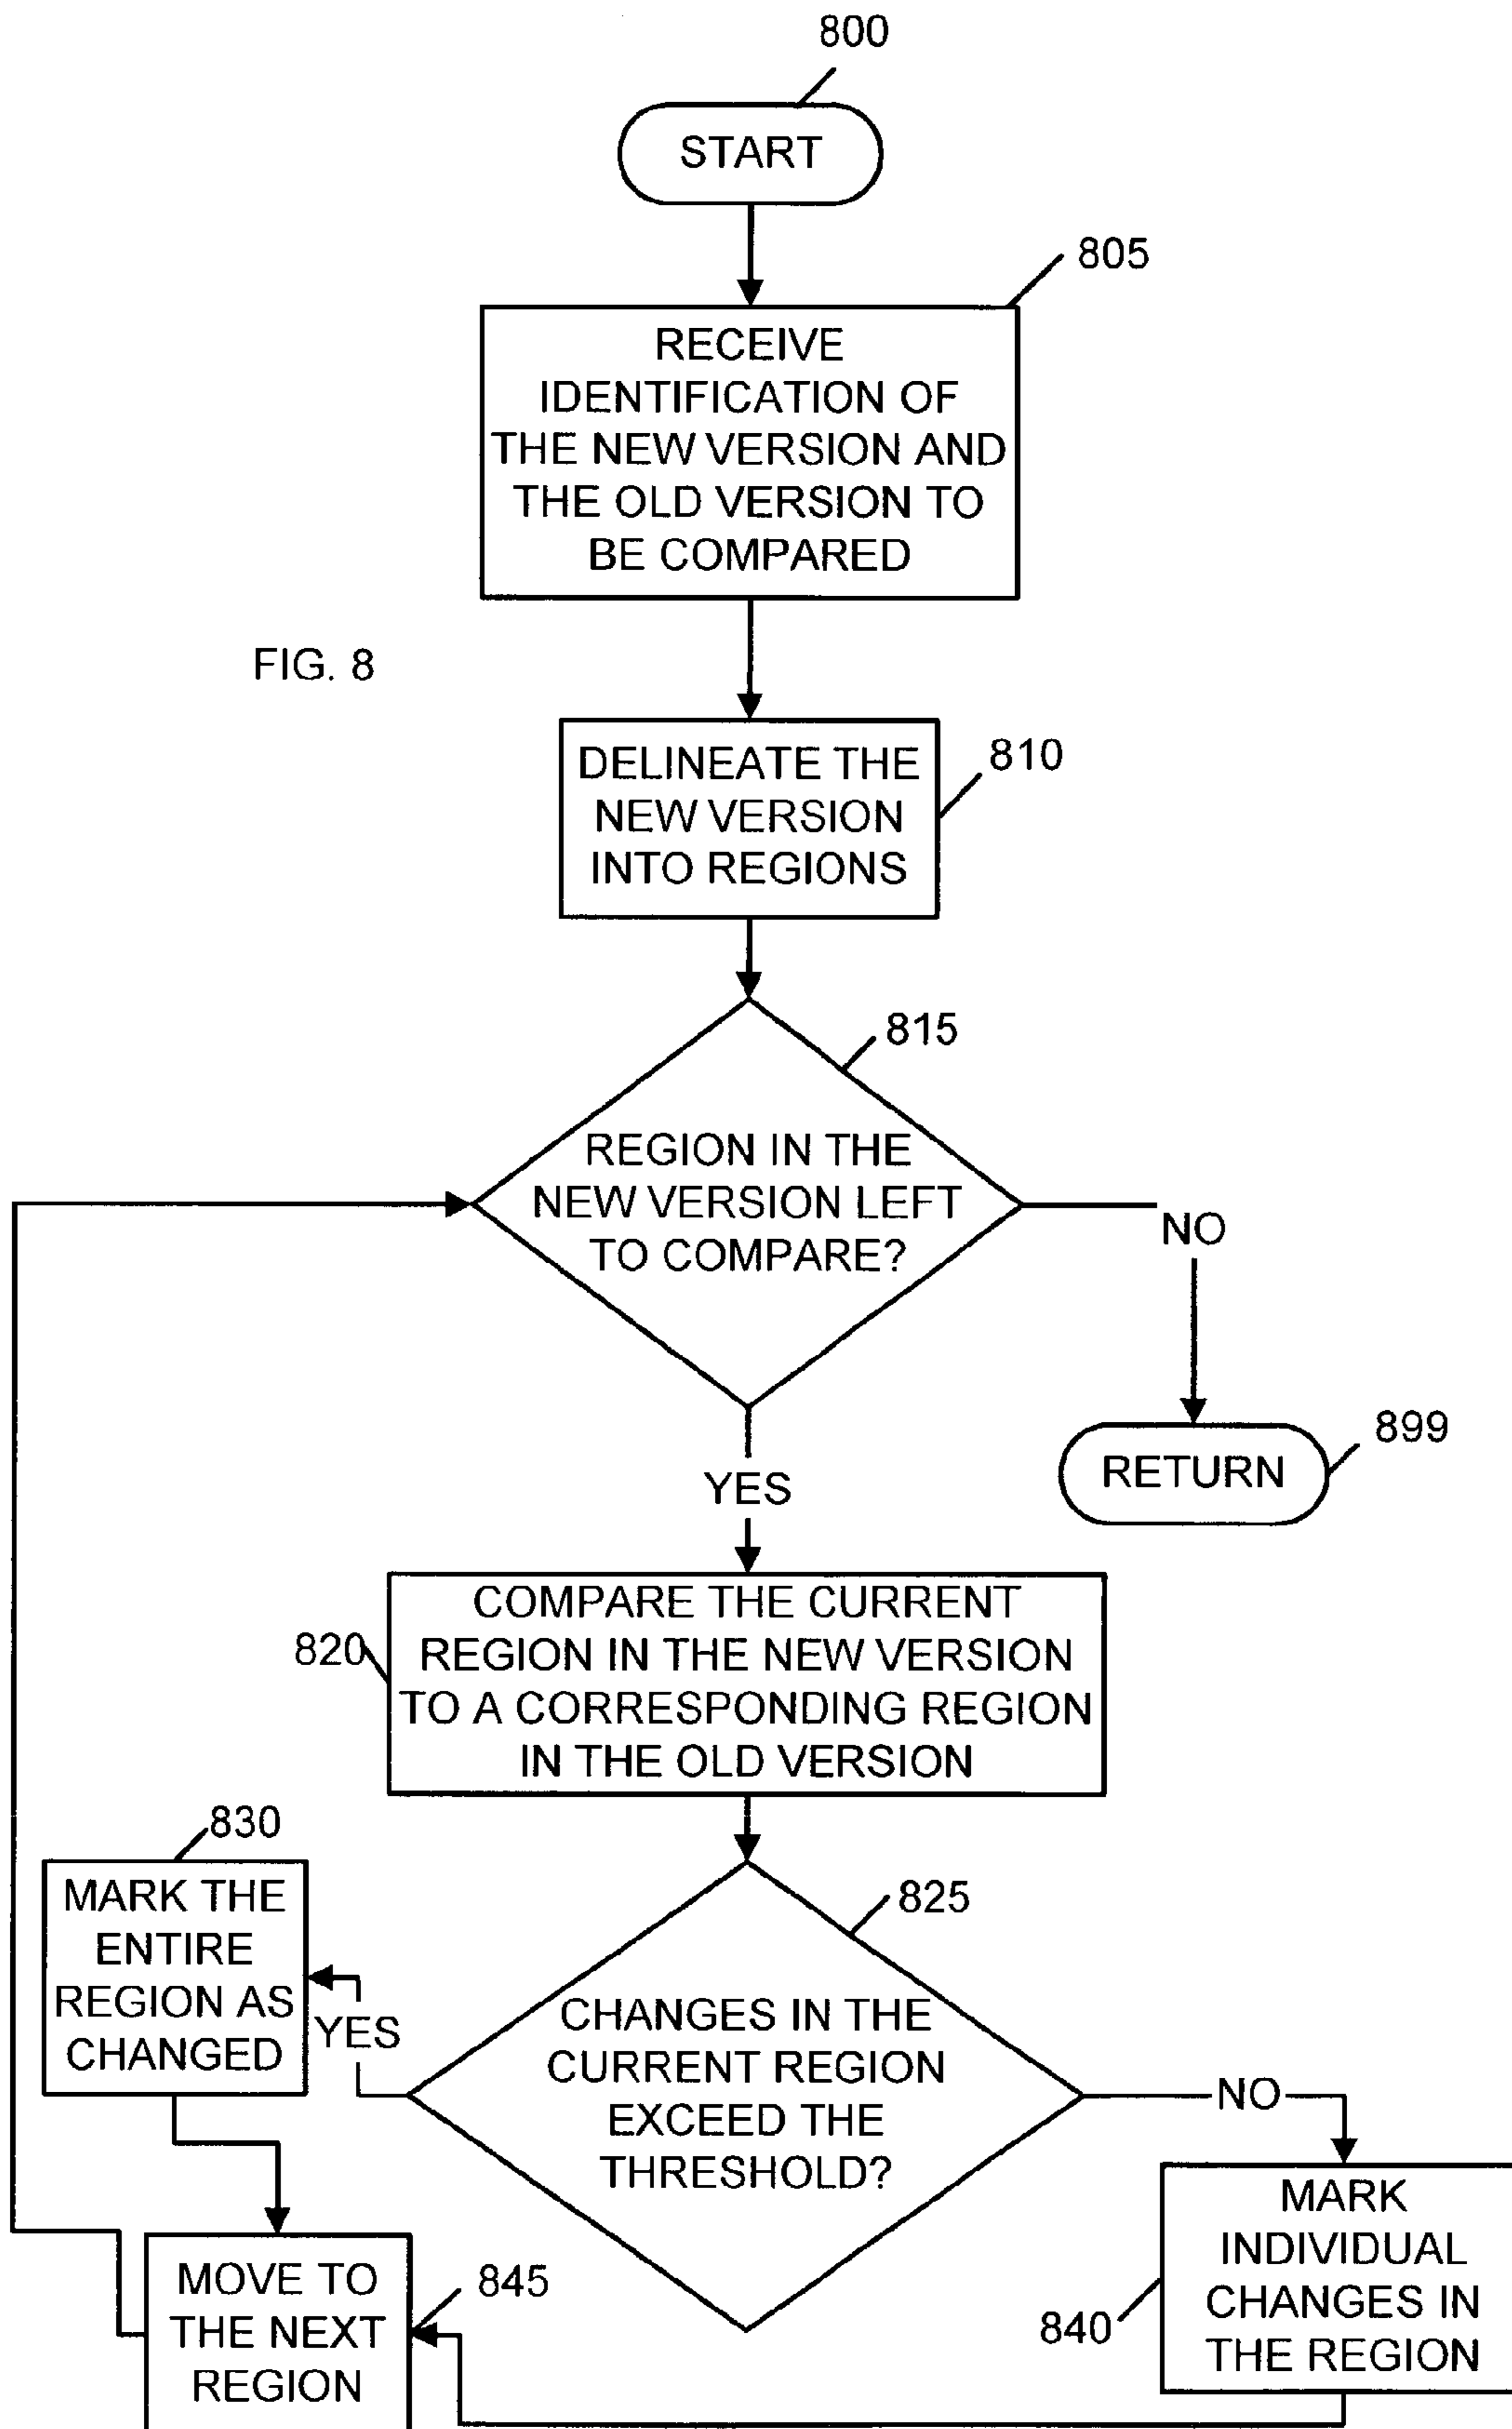 800
START
805
RECEIVE
IDENTIFICATION OF
THE NEW VERSION AND
THE OLD VERSION TO
BE COMPARED
FIG. 8
810
DELINEATE THE
NEW VERSION
INTO REGIONS
815
REGION IN THE
NEW VERSION LEFT
TO COMPARE?
NO
899
RETURN
YES
820
COMPARE THE CURRENT
REGION IN THE NEW VERSION
TO A CORRESPONDING REGION
IN THE OLD VERSION
830
MARK THE
ENTIRE
REGION AS
CHANGED
YES
825
CHANGES IN THE
CURRENT REGION
EXCEED THE
THRESHOLD?
NO
840
MARK
INDIVIDUAL
CHANGES IN
THE REGION
845
MOVE TO
THE NEXT
REGION